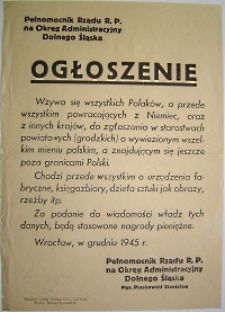 Pełnomocnik Rządu R. P.
na Okręg Administracyjny
Dolnego Śląska
OGŁOSZENIE
Wzywa się wszystkich Polaków, a przede
wszystkim powracających z Niemiec, oraz
z innych krajów, do zgłaszania w starostwach
powiatowych (grodzkich) o wywiezionym wszel-
kim mieniu polskim, a znajdującym się jeszcze
poza granicami Polski.
Chodzi przede wszystkim o urządzenia fa-
bryczne, księgozbiory, dzieła sztuki jak obrazy,
rzeźby itp.
Za podanie do wiadomości władz tych
danych, będą stosowane nagrody pieniężne.
Wrocław, w grudniu 1945 r.
Pełnomocnik Rządu R. P.
na Okręg Administracyjny
Dolnego Śląska
Mgr. Piaskowski Stanisław